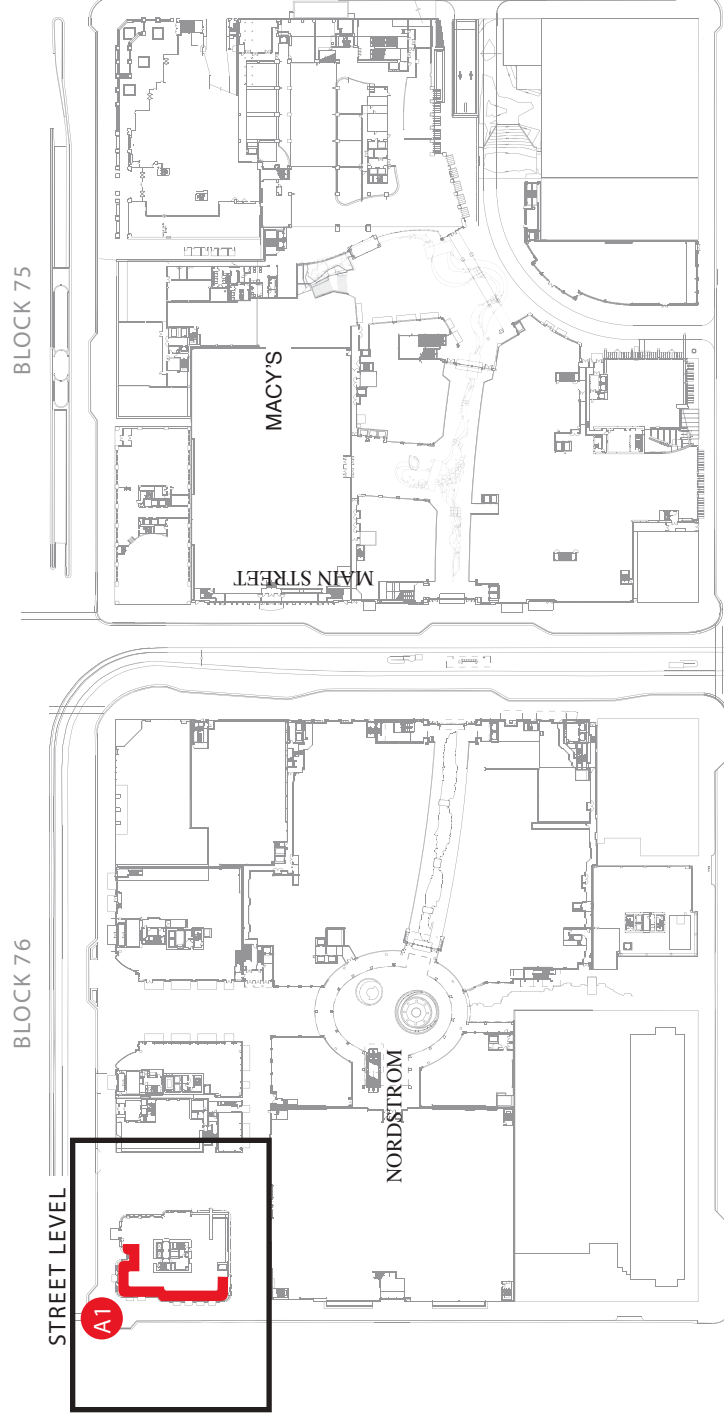 STREET LEVEL
A1
BLOCK 76
BLOCK 75
NORDSTROM
MAIN STREET
MACY'S